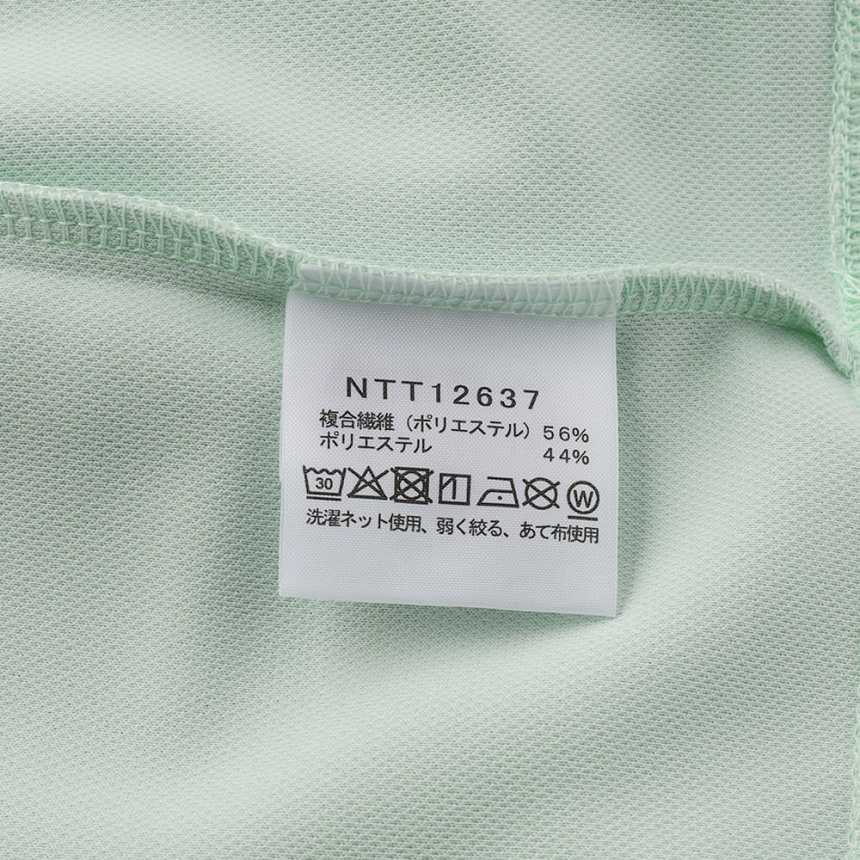 NTT12637
複合繊維（ポリエステル）56%
ポリエステル 44%
30 W
洗濯ネット使用、弱く絞る、あて布使用